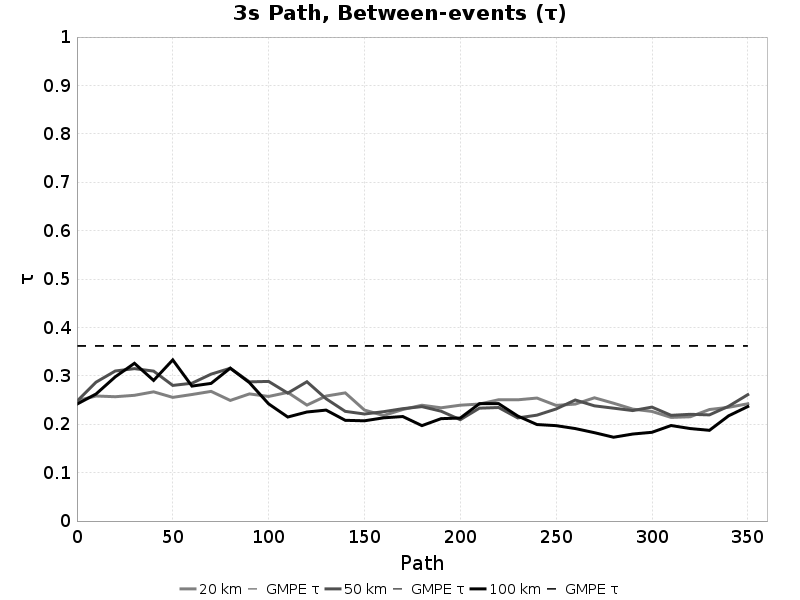 3s Path, Between-events (τ)
1
0.9
0.8
0.7
0.6
0.5
τ
0.4
0.3
0.2
0.1
0
0 50 100 150 200 250 300 350
Path
20 km GMPE τ 50 km GMPE τ 100 km GMPE τ